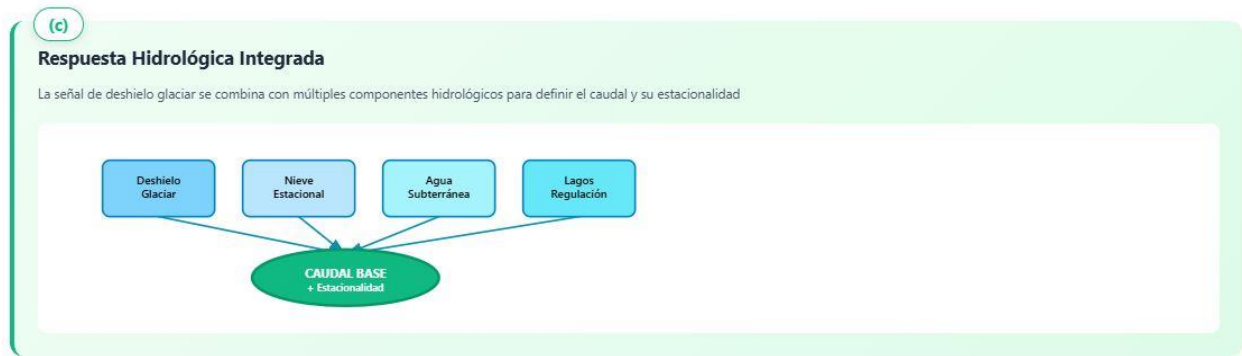 (c)
Respuesta Hidrológica Integrada
La señal de deshielo glaciar se combina con múltiples componentes hidrológicos para definir el caudal y su estacionalidad
Deshielo
Glaciar
Nieve
Estacional
Agua
Subterránea
Lagos
Regulación
CAUDAL BASE
+ Estacionalidad